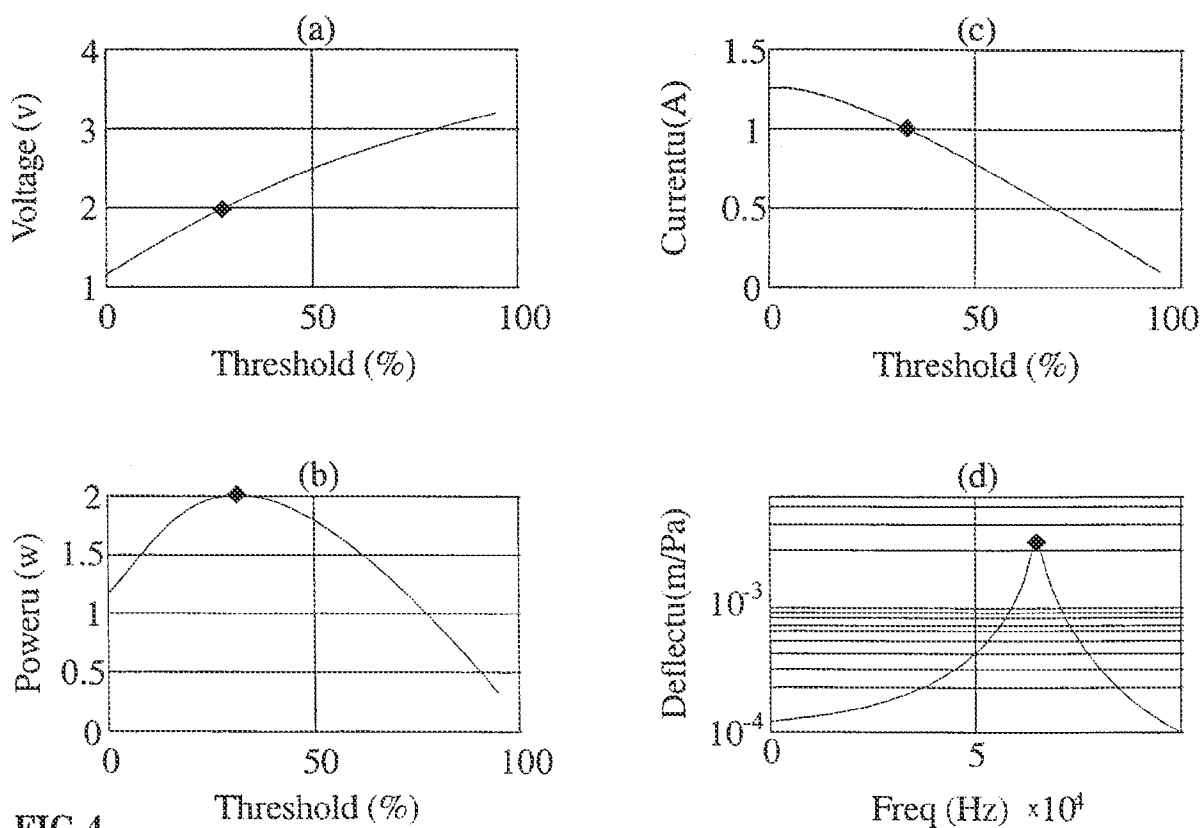 (a)
4
3
2
1
Voltage (v)
0 50 100
Threshold (%)
(c)
1.5
1
0.5
0
Currentu(A)
0 50 100
Threshold (%)
(b)
2
1.5
1
0.5
0
Poweru (w)
0 50 100
Threshold (%)
(d)
10-3
10-4
Deflectu(m/Pa)
0 5
Freq (Hz) ×10⁴
FIG 4